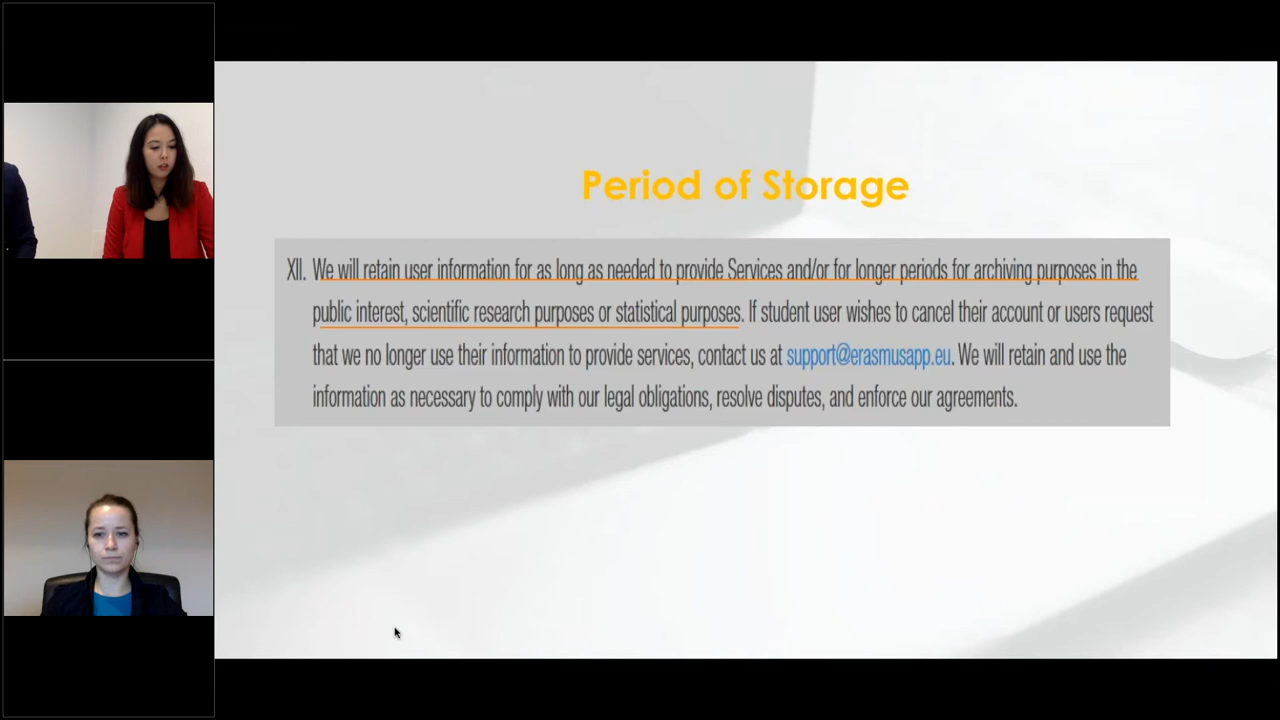 Period of Storage
XII. We will retain user information for as long as needed to provide Services and/or for longer periods for archiving purposes in the
public interest, scientific research purposes or statistical purposes. If student user wishes to cancel their account or users request
that we no longer use their information to provide services, contact us at support@erasmusapp.eu. We will retain and use the
information as necessary to comply with our legal obligations, resolve disputes, and enforce our agreements.